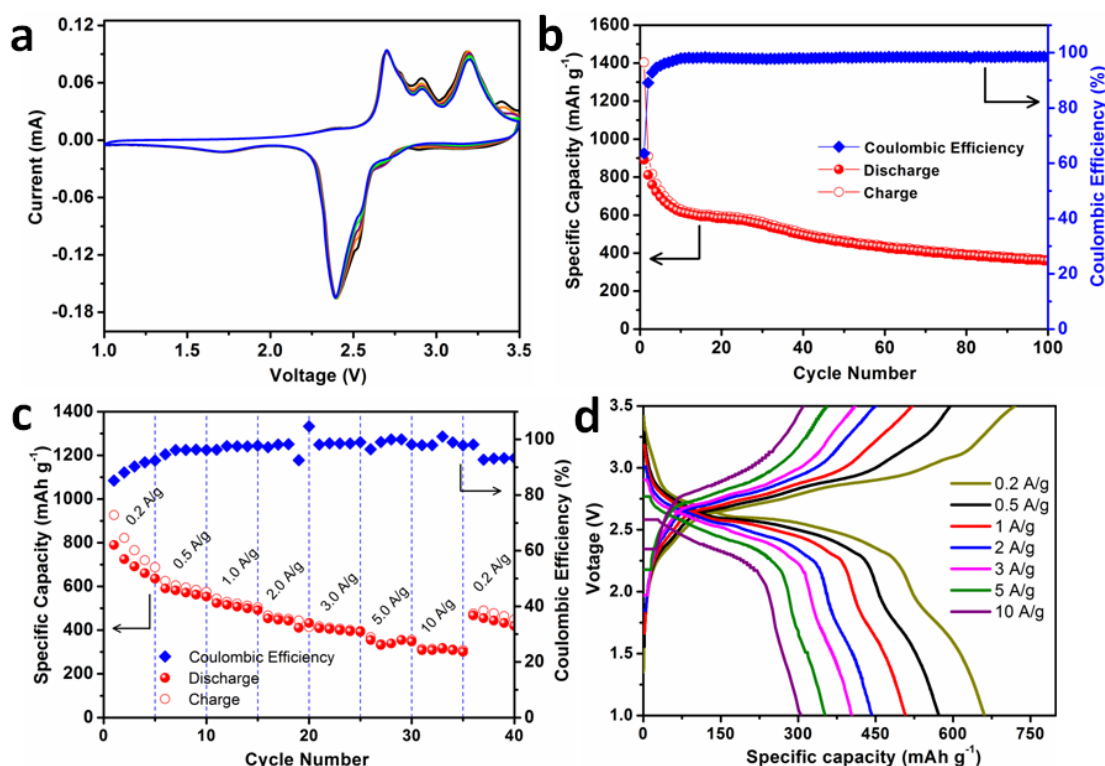 a
0.12
0.06
0.00
-0.06
-0.12
-0.18
Current (mA)
1.0
1.5
2.0
2.5
3.0
3.5
Voltage (V)
b
1600
1400
1200
1000
800
600
400
200
0
Specific Capacity (mAh g⁻¹)
Coulombic Efficiency
Discharge
Charge
100
80
60
40
20
0
Coulombic Efficiency (%)
0
20
40
60
80
100
Cycle Number
c
1400
1200
1000
800
600
400
200
0
Specific Capacity (mAh g⁻¹)
0.2 A/g
0.5 A/g
1.0 A/g
2.0 A/g
3.0 A/g
5.0 A/g
10 A/g
0.2 A/g
Coulombic Efficiency
Discharge
Charge
100
80
60
40
20
0
Coulombic Efficiency (%)
0
10
20
30
40
Cycle Number
d
3.5
3.0
2.5
2.0
1.5
1.0
Votage (V)
0.2 A/g
0.5 A/g
1 A/g
2 A/g
3 A/g
5 A/g
10 A/g
0
150
300
450
600
750
Specific capacity (mAh g⁻¹)